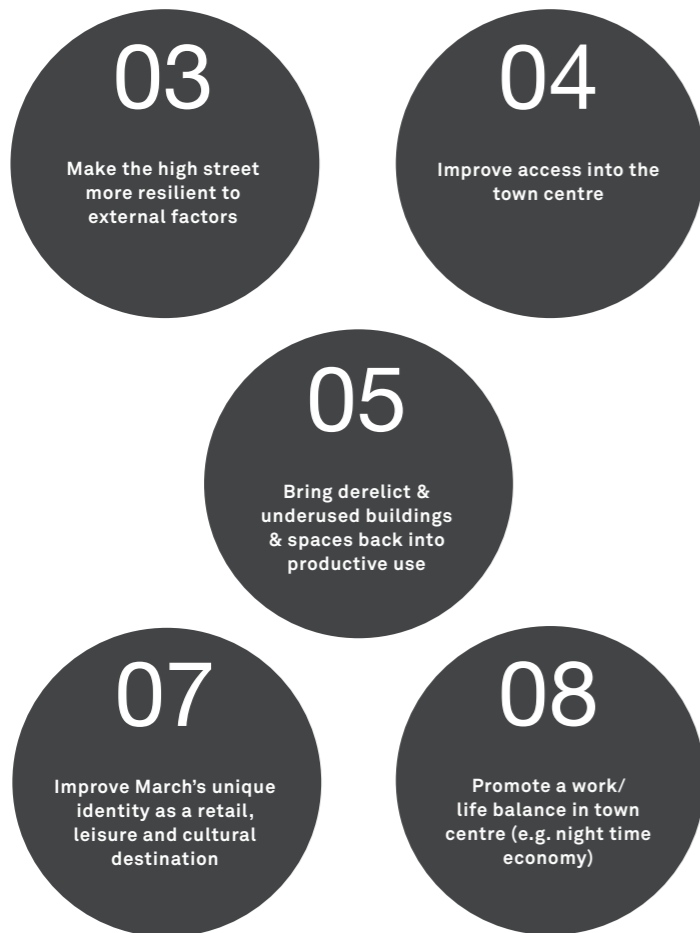 03
Make the high street
more resilient to
external factors
04
Improve access into the
town centre
05
Bring derelict &
underused buildings
& spaces back into
productive use
07
Improve March's unique
identity as a retail,
leisure and cultural
destination
08
Promote a work/
life balance in town
centre (e.g. night time
economy)